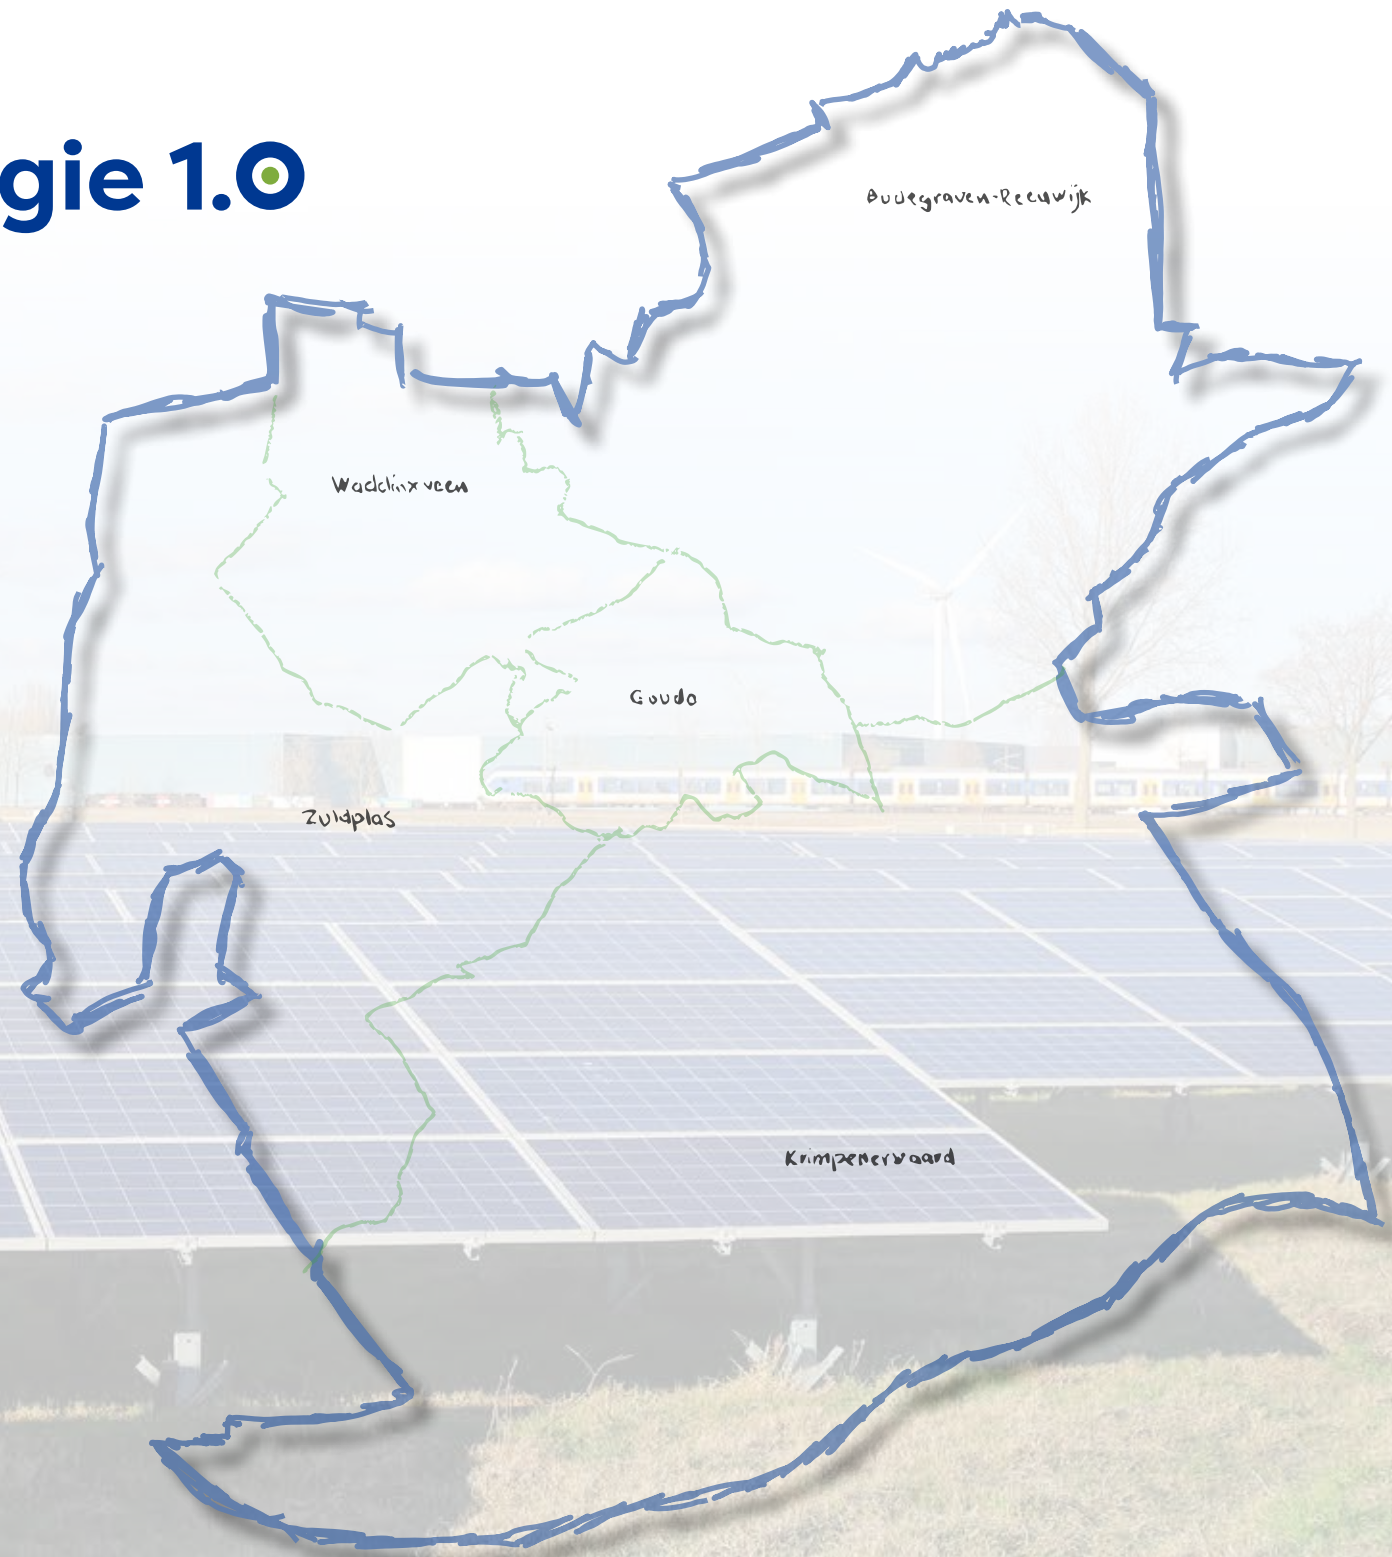 gie 1.0
Bodegraven-Reeuwijk
Waddinxveen
Gouda
Zuidplas
Krimpenerwaard